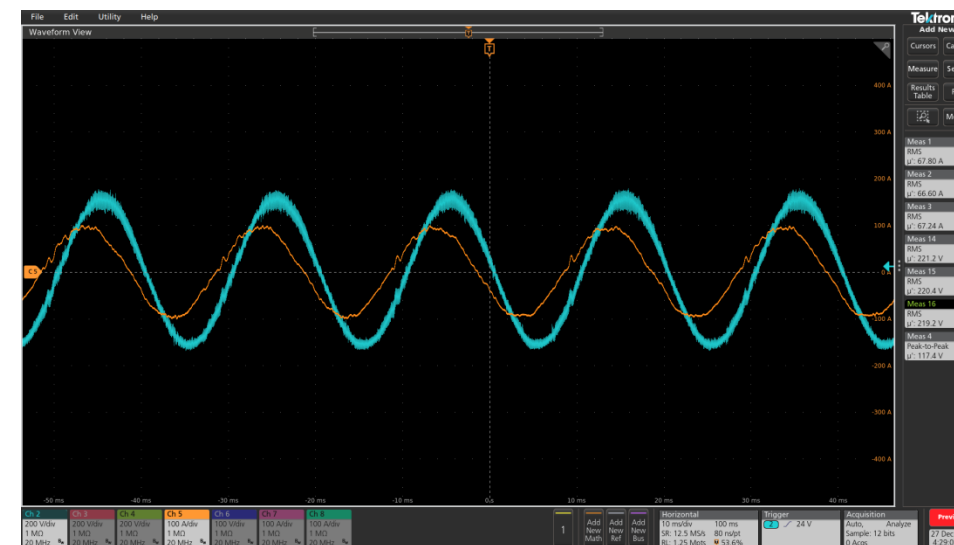 File Edit Utility Help
Tektron
Waveform View
Add New
T
T
Cursors Ca
Measure Se
Results
Table
M
400 A
300 A
200 A
100 A
0 A
-100 A
-200 A
-400 A
C5
Meas 1
RMS
µ': 67.80 A
Meas 2
RMS
µ': 66.60 A
Meas 3
RMS
µ': 67.24 A
Meas 14
RMS
µ': 221.2 V
Meas 15
RMS
µ': 220.4 V
Meas 16
RMS
µ': 219.2 V
Meas 4
Peak-to-Peak
µ': 117.4 V
-50 ms -40 ms -30 ms -20 ms -10 ms 0 s 10 ms 20 ms 30 ms 40 ms
Ch 2
200 V/div
1 MΩ
20 MHz
Ch 3
200 V/div
1 MΩ
20 MHz
Ch 4
200 V/div
1 MΩ
20 MHz
Ch 5
100 A/div
1 MΩ
20 MHz
Ch 6
100 V/div
1 MΩ
20 MHz
Ch 7
100 A/div
1 MΩ
20 MHz
Ch 8
100 A/div
1 MΩ
20 MHz
1
Add
New
Math
Add
New
Ref
Add
New
Bus
Horizontal
10 ms/div 100 ms
SR: 12.5 MS/s 80 ns/pt
RL: 1.25 Mpts 53.6%
Trigger
2 24 V
Acquisition
Auto, Analyze
Sample: 12 bits
0 Acqs
Previ
27 Dec
4:29:0